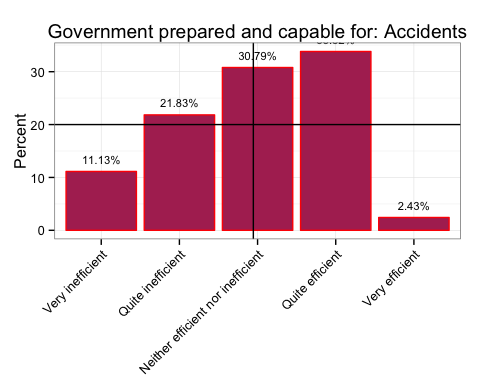 Government prepared and capable for: Accidents
Percent
30
20
10
0
11.13%
21.83%
30.79%
2.43%
Very inefficient
Quite inefficient
Neither efficient nor inefficient
Quite efficient
Very efficient